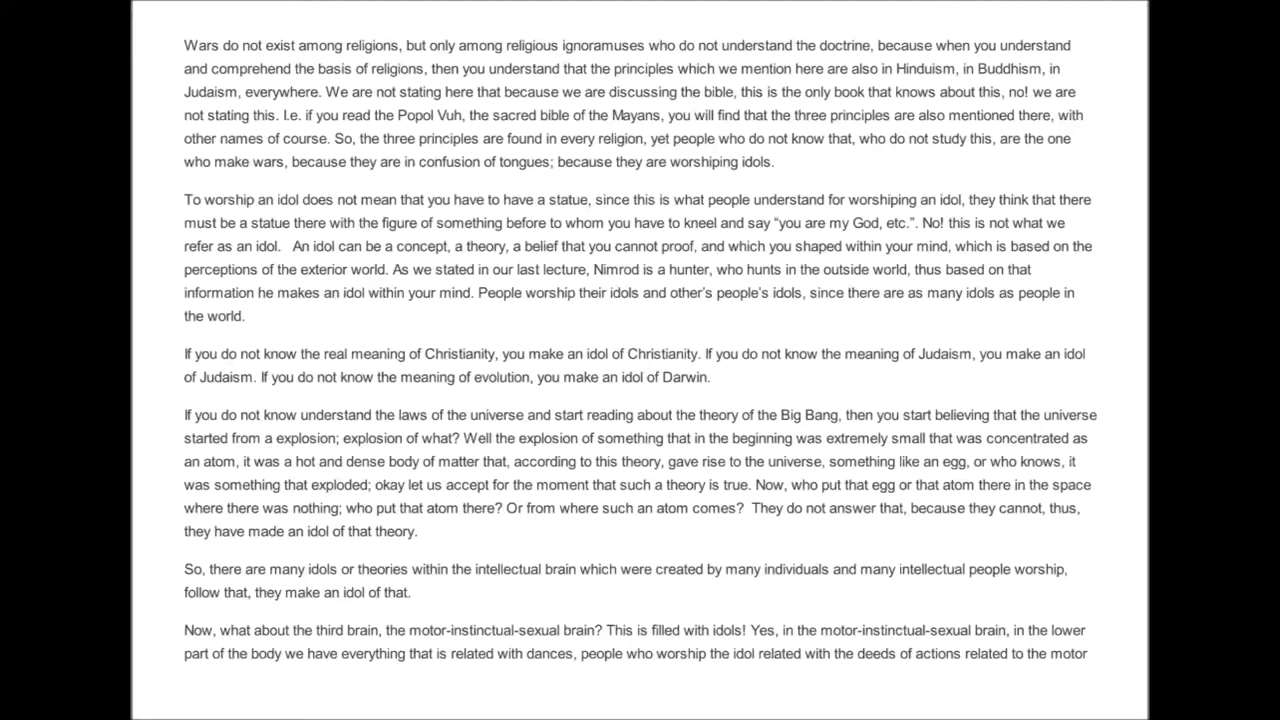 Wars do not exist among religions, but only among religious ignoramuses who do not understand the doctrine, because when you understand
and comprehend the basis of religions, then you understand that the principles which we mention here are also in Hinduism, in Buddhism, in
Judaism, everywhere. We are not stating here that because we are discussing the bible, this is the only book that knows about this, no! we are
not stating this. I.e. if you read the Popol Vuh, the sacred bible of the Mayans, you will find that the three principles are also mentioned there, with
other names of course. So, the three principles are found in every religion, yet people who do not know that, who do not study this, are the one
who make wars, because they are in confusion of tongues; because they are worshiping idols.
To worship an idol does not mean that you have to have a statue, since this is what people understand for worshiping an idol, they think that there
must be a statue there with the figure of something before to whom you have to kneel and say “you are my God, etc.”. No! this is not what we
refer as an idol.   An idol can be a concept, a theory, a belief that you cannot proof, and which you shaped within your mind, which is based on the
perceptions of the exterior world. As we stated in our last lecture, Nimrod is a hunter, who hunts in the outside world, thus based on that
information he makes an idol within your mind. People worship their idols and other’s people’s idols, since there are as many idols as people in
the world.
If you do not know the real meaning of Christianity, you make an idol of Christianity. If you do not know the meaning of Judaism, you make an idol
of Judaism. If you do not know the meaning of evolution, you make an idol of Darwin.
If you do not know understand the laws of the universe and start reading about the theory of the Big Bang, then you start believing that the universe
started from a explosion; explosion of what? Well the explosion of something that in the beginning was extremely small that was concentrated as
an atom, it was a hot and dense body of matter that, according to this theory, gave rise to the universe, something like an egg, or who knows, it
was something that exploded; okay let us accept for the moment that such a theory is true. Now, who put that egg or that atom there in the space
where there was nothing; who put that atom there? Or from where such an atom comes?  They do not answer that, because they cannot, thus,
they have made an idol of that theory.
So, there are many idols or theories within the intellectual brain which were created by many individuals and many intellectual people worship,
follow that, they make an idol of that.
Now, what about the third brain, the motor-instinctual-sexual brain? This is filled with idols! Yes, in the motor-instinctual-sexual brain, in the lower
part of the body we have everything that is related with dances, people who worship the idol related with the deeds of actions related to the motor